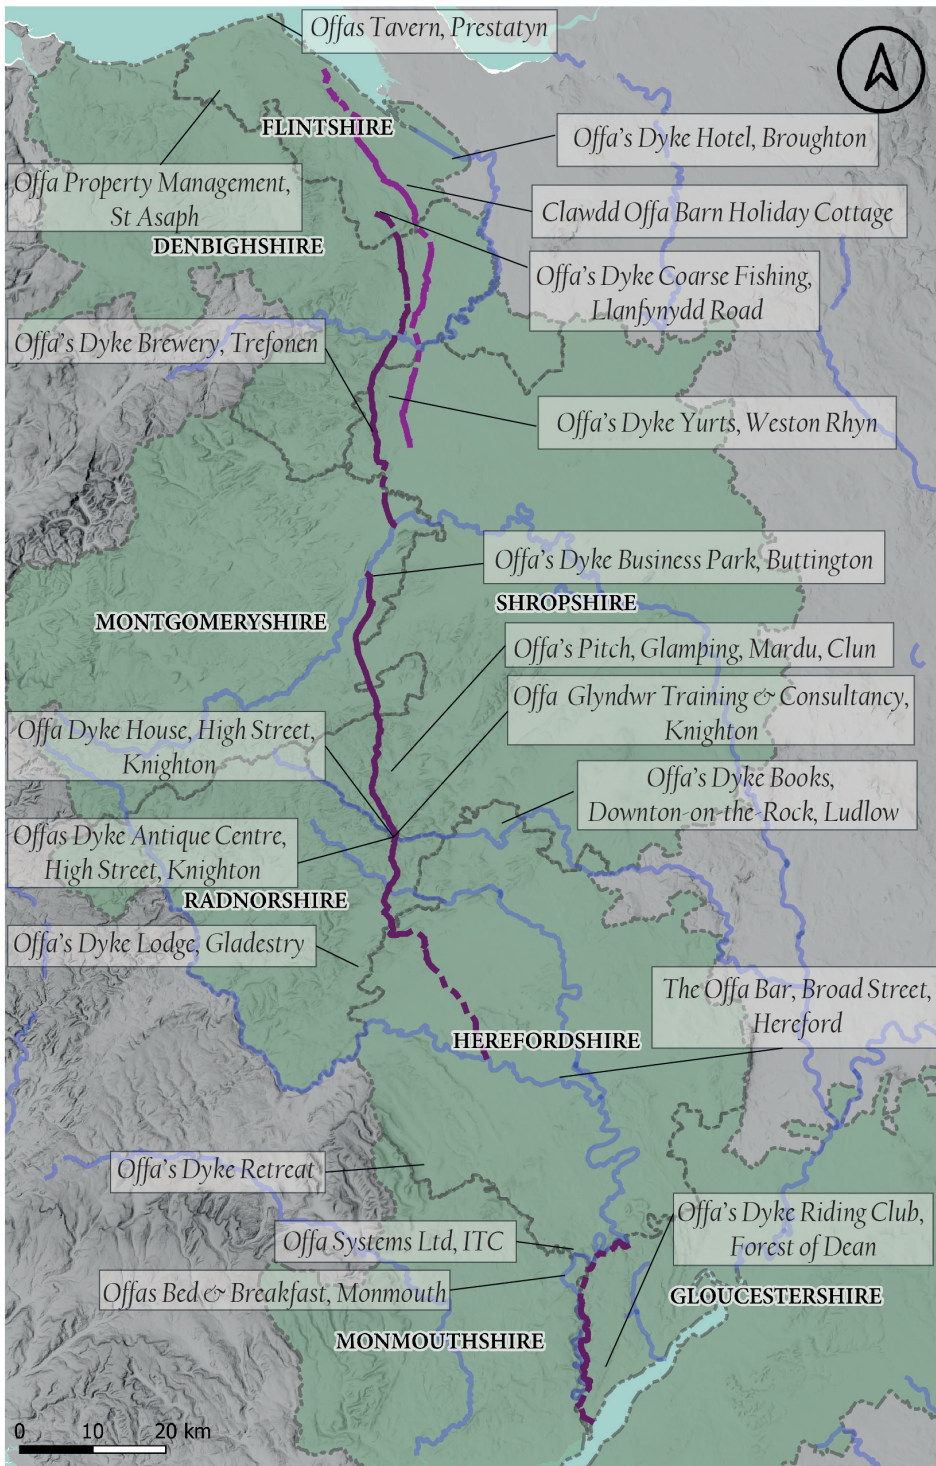 Offas Tavern, Prestatyn
FLINTSHIRE
Offa's Dyke Hotel, Broughton
Offa Property Management,
St Asaph
Clawdd Offa Barn Holiday Cottage
DENBIGHSHIRE
Offa's Dyke Coarse Fishing,
Llanfynydd Road
Offa's Dyke Brewery, Trefonen
Offa's Dyke Yurts, Weston Rhyn
Offa's Dyke Business Park, Buttington
SHROPSHIRE
MONTGOMERYSHIRE
Offa's Pitch, Glamping, Mardu, Clun
Offa Glyndwr Training & Consultancy,
Knighton
Offa Dyke House, High Street,
Knighton
Offa's Dyke Books,
Downton-on-the-Rock, Ludlow
Offas Dyke Antique Centre,
High Street, Knighton
RADNORSHIRE
Offa's Dyke Lodge, Gladestry
The Offa Bar, Broad Street,
Hereford
HEREFORDSHIRE
Offa's Dyke Retreat
Offa's Dyke Riding Club,
Forest of Dean
Offa Systems Ltd, ITC
Offas Bed & Breakfast, Monmouth
GLOUCESTERSHIRE
MONMOUTHSHIRE
0 10 20 km